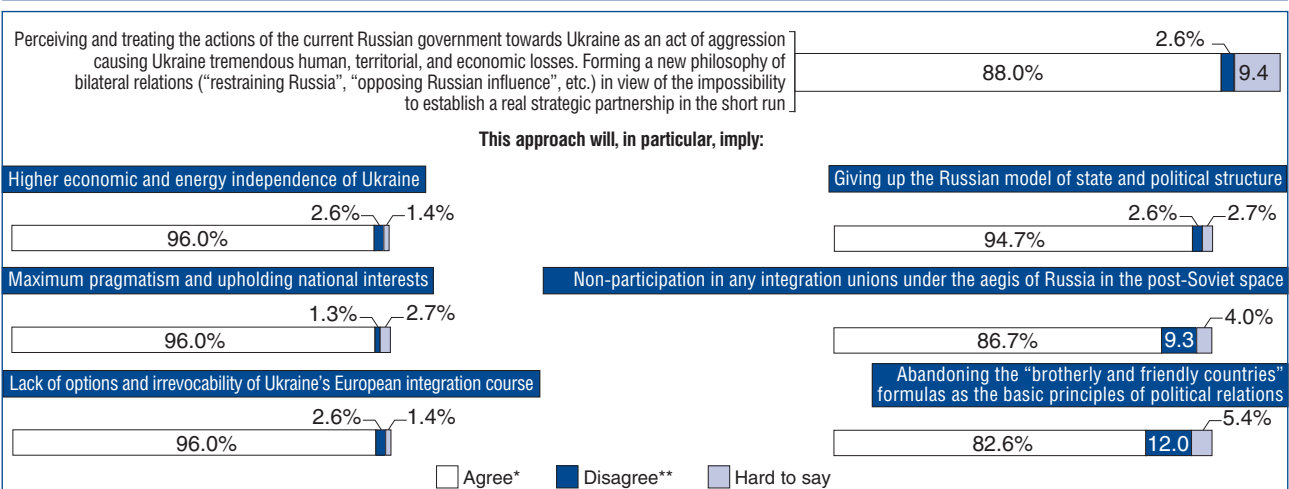 Perceiving and treating the actions of the current Russian government towards Ukraine as an act of aggression
causing Ukraine tremendous human, territorial, and economic losses. Forming a new philosophy of
bilateral relations (“restraining Russia”, “opposing Russian influence”, etc.) in view of the impossibility
to establish a real strategic partnership in the short run
88.0%
2.6%
9.4
This approach will, in particular, imply:
Higher economic and energy independence of Ukraine
2.6%
1.4%
96.0%
Maximum pragmatism and upholding national interests
1.3%
2.7%
96.0%
Lack of options and irrevocability of Ukraine’s European integration course
2.6%
1.4%
96.0%
Giving up the Russian model of state and political structure
2.6%
2.7%
94.7%
Non-participation in any integration unions under the aegis of Russia in the post-Soviet space
4.0%
86.7%
9.3
Abandoning the “brotherly and friendly countries”
formulas as the basic principles of political relations
5.4%
82.6%
12.0
Agree*
Disagree**
Hard to say